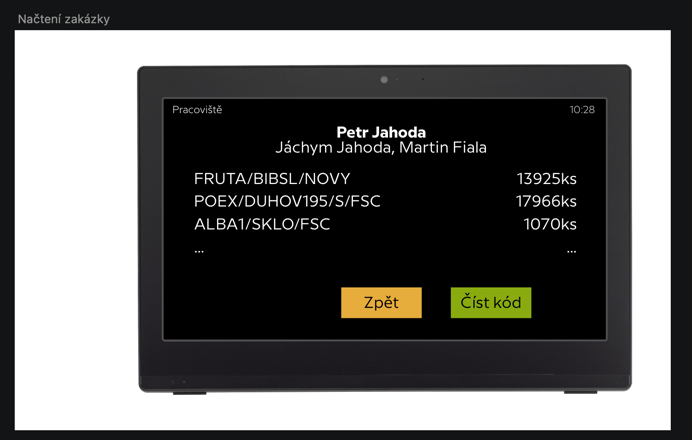 Načtení zakázky
Pracoviště 10:28
Petr Jahoda
Jáchym Jahoda, Martin Fiala
FRUTA/BIBSL/NOVY 13925ks
POEX/DUHOV195/S/FSC 17966ks
ALBA1/SKLO/FSC 1070ks
... ...
Zpět Číst kód